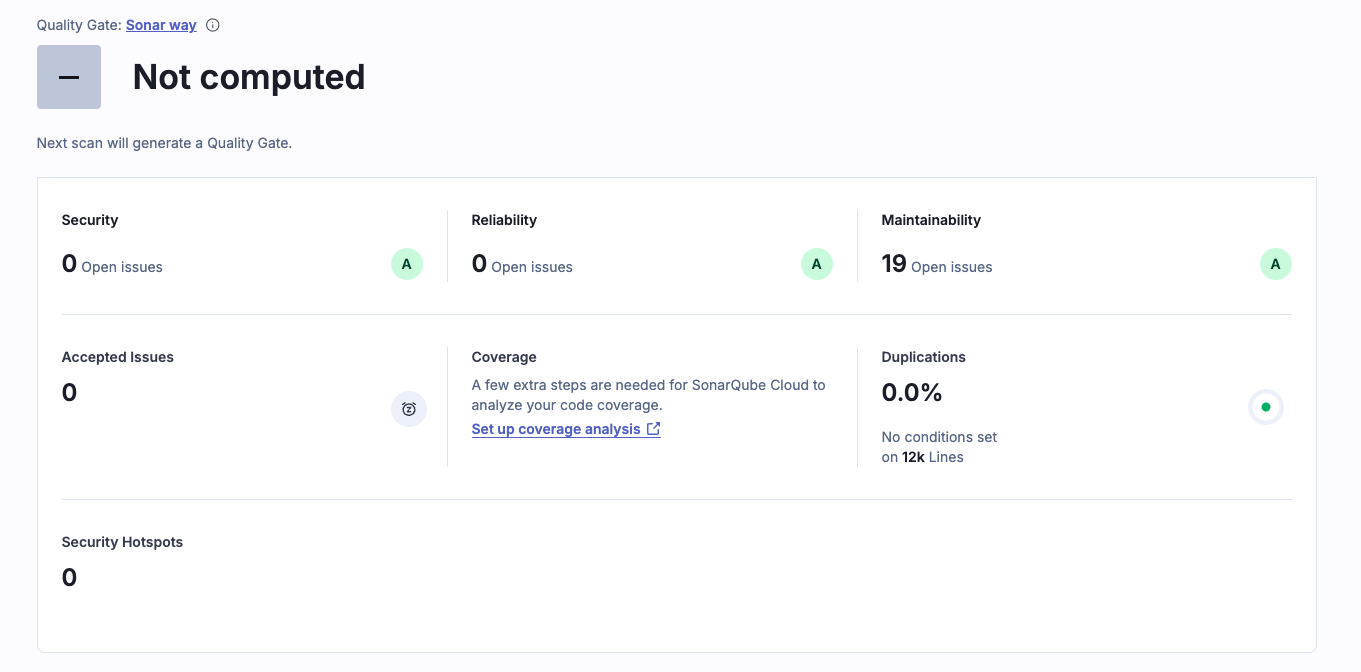 Quality Gate: Sonar way
Not computed
Next scan will generate a Quality Gate.
Security
0 Open issues
A
Reliability
0 Open issues
A
Maintainability
19 Open issues
A
Accepted Issues
0
Coverage
A few extra steps are needed for SonarQube Cloud to
analyze your code coverage.
Set up coverage analysis
Duplications
0.0%
No conditions set
on 12k Lines
Security Hotspots
0